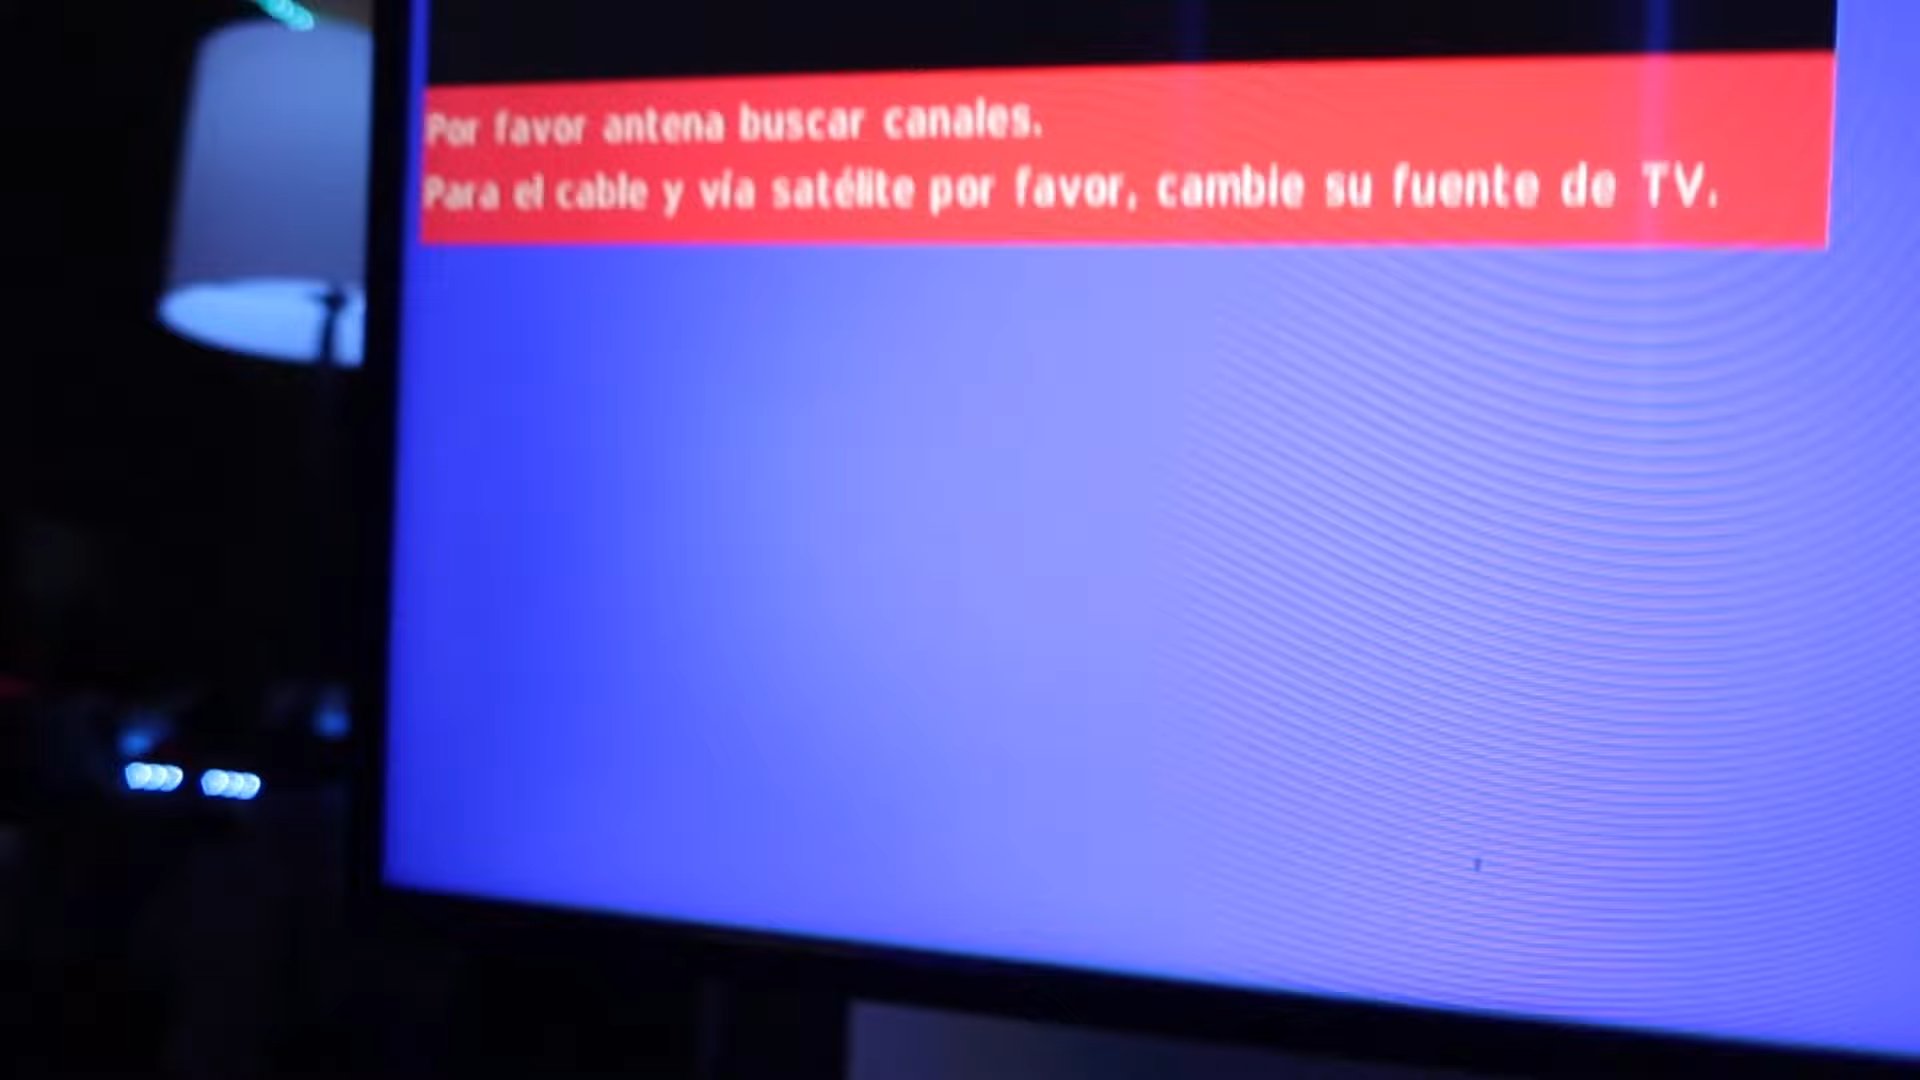 Por favor antena buscar canales.
Para el cable y vía satélite por favor, cambie su fuente de TV.